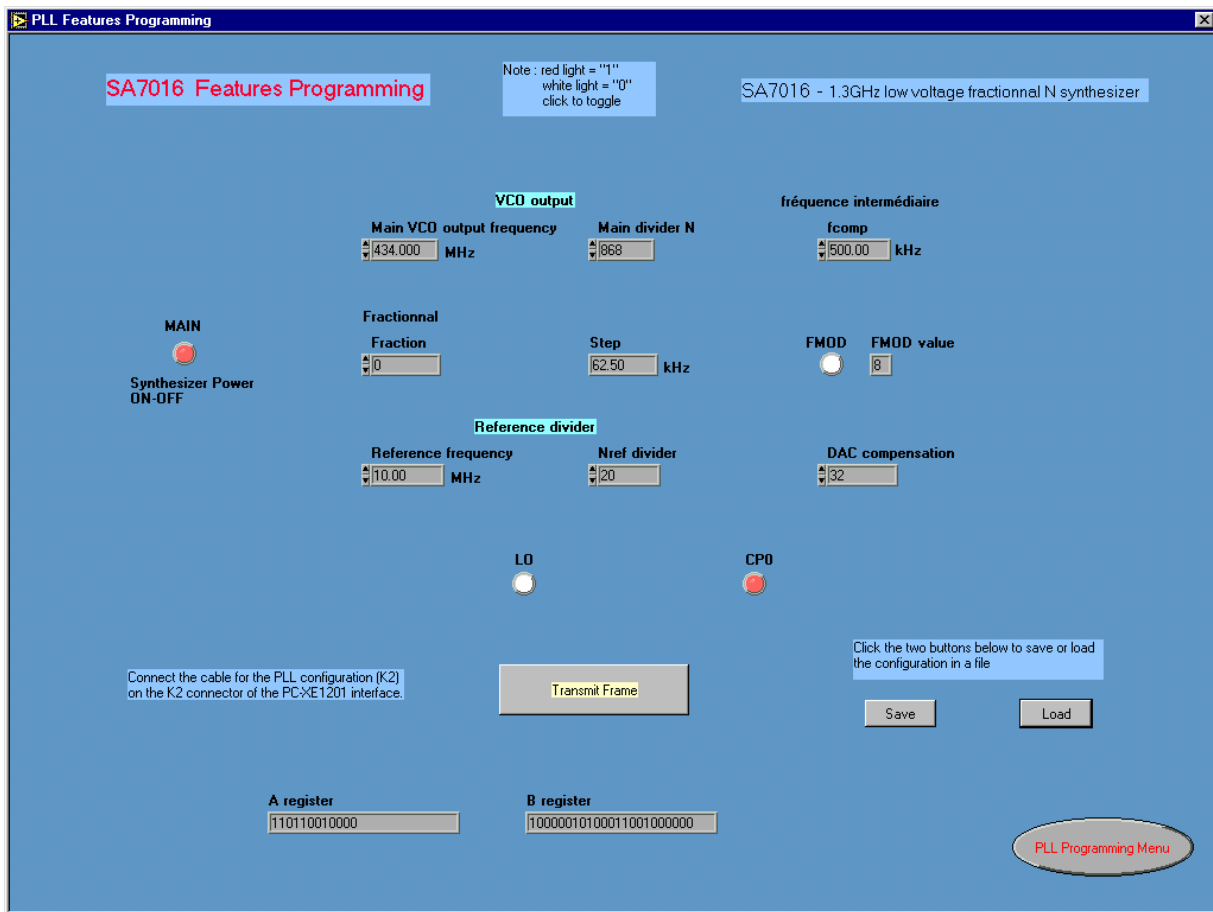 PLL Features Programming
SA7016 Features Programming
Note : red light = "1"
white light = "0"
click to toggle
SA7016 - 1.3GHz low voltage fractionnal N synthesizer
VCO output
fréquence intermédiaire
Main VCO output frequency
Main divider N
fcomp
434.000 MHz
868
500.00 kHz
MAIN
Synthesizer Power
ON-OFF
Fractionnal
Fraction
Step
FMOD
FMOD value
0
62.50 kHz
8
Reference divider
Reference frequency
Nref divider
DAC compensation
10.00 MHz
20
32
LO
CP0
Connect the cable for the PLL configuration (K2)
on the K2 connector of the PC-XE1201 interface.
Transmit Frame
Click the two buttons below to save or load
the configuration in a file
Save
Load
A register
110110010000
B register
10000010100011001000000
PLL Programming Menu